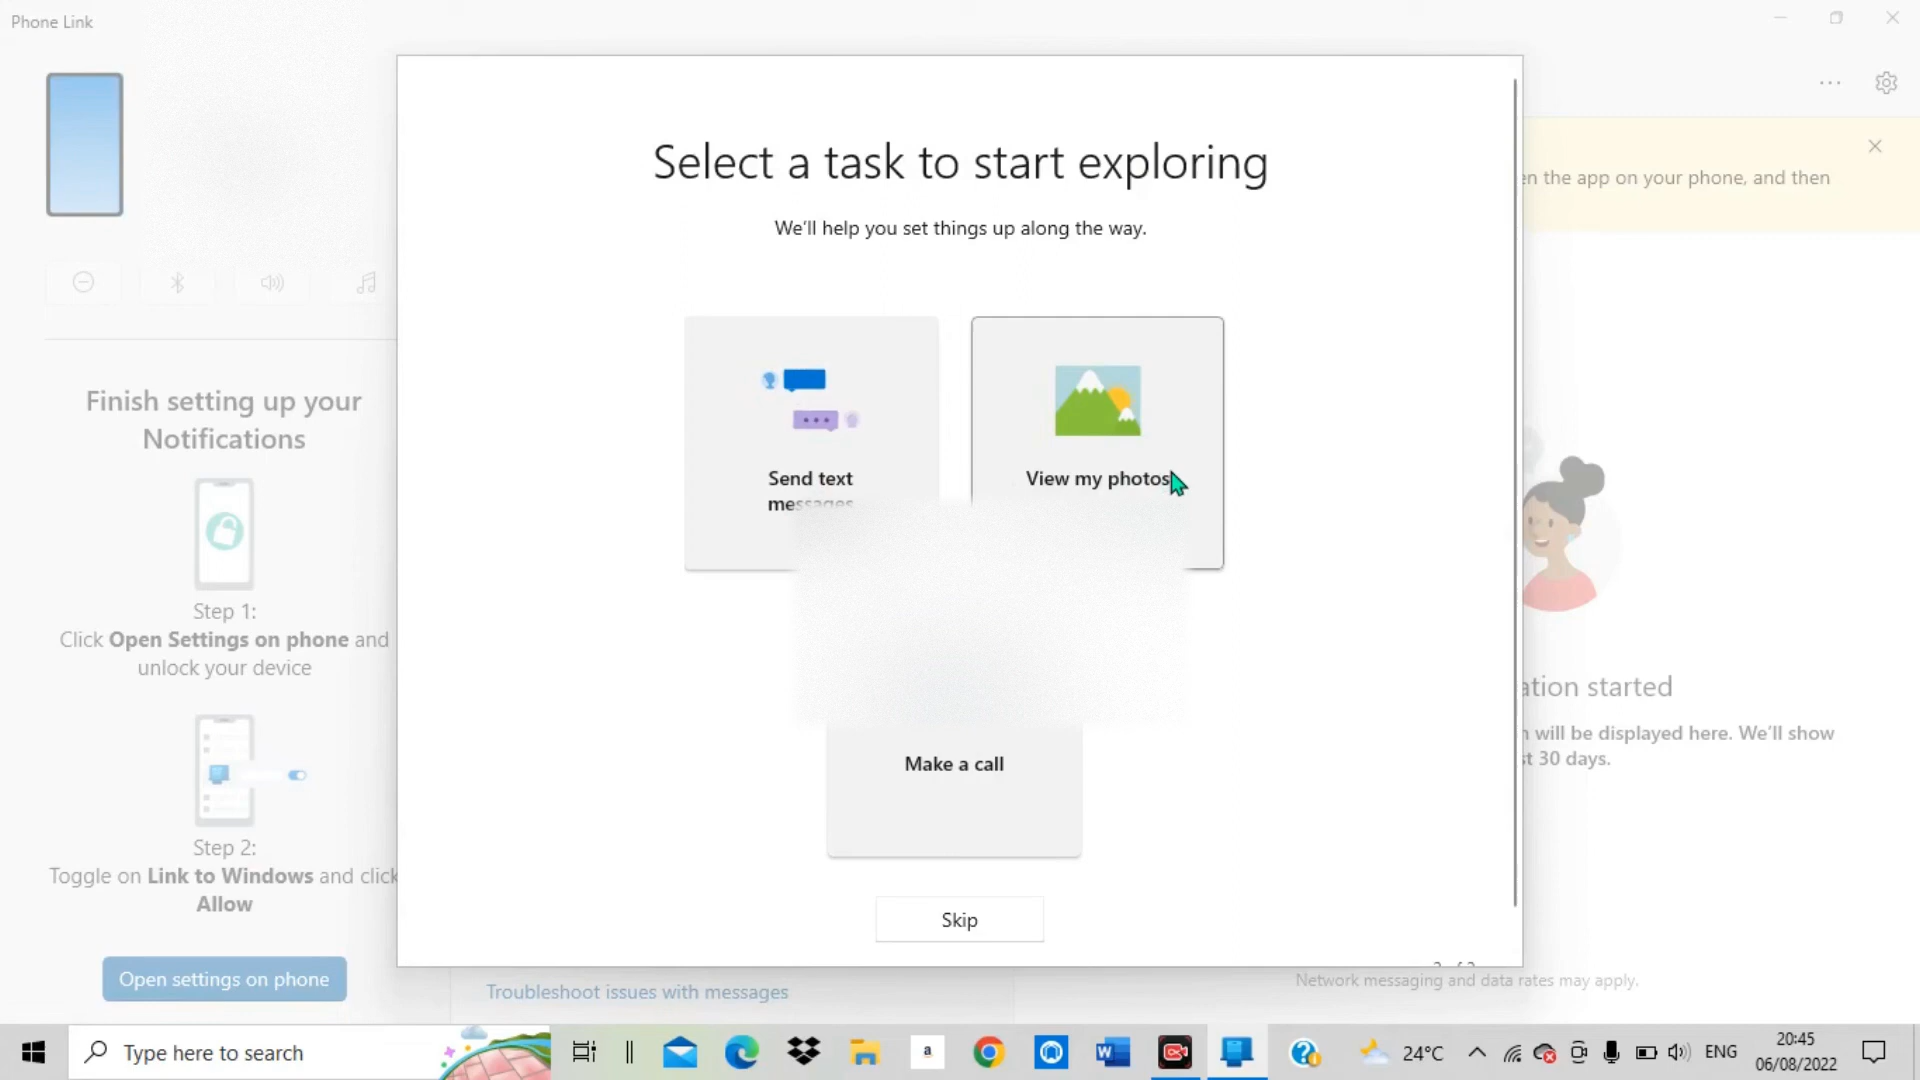 Phone Link
en the app on your phone, and then
Select a task to start exploring
We'll help you set things up along the way.
Send text
messages
View my photos
Make a call
Skip
Finish setting up your
Notifications
Step 1:
Click Open Settings on phone and
unlock your device
Step 2:
Toggle on Link to Windows and click
Allow
Open settings on phone
Troubleshoot issues with messages
ation started
n will be displayed here. We'll show
st 30 days.
Network messaging and data rates may apply.
Type here to search
a
W
24°C
ENG
20:45
06/08/2022